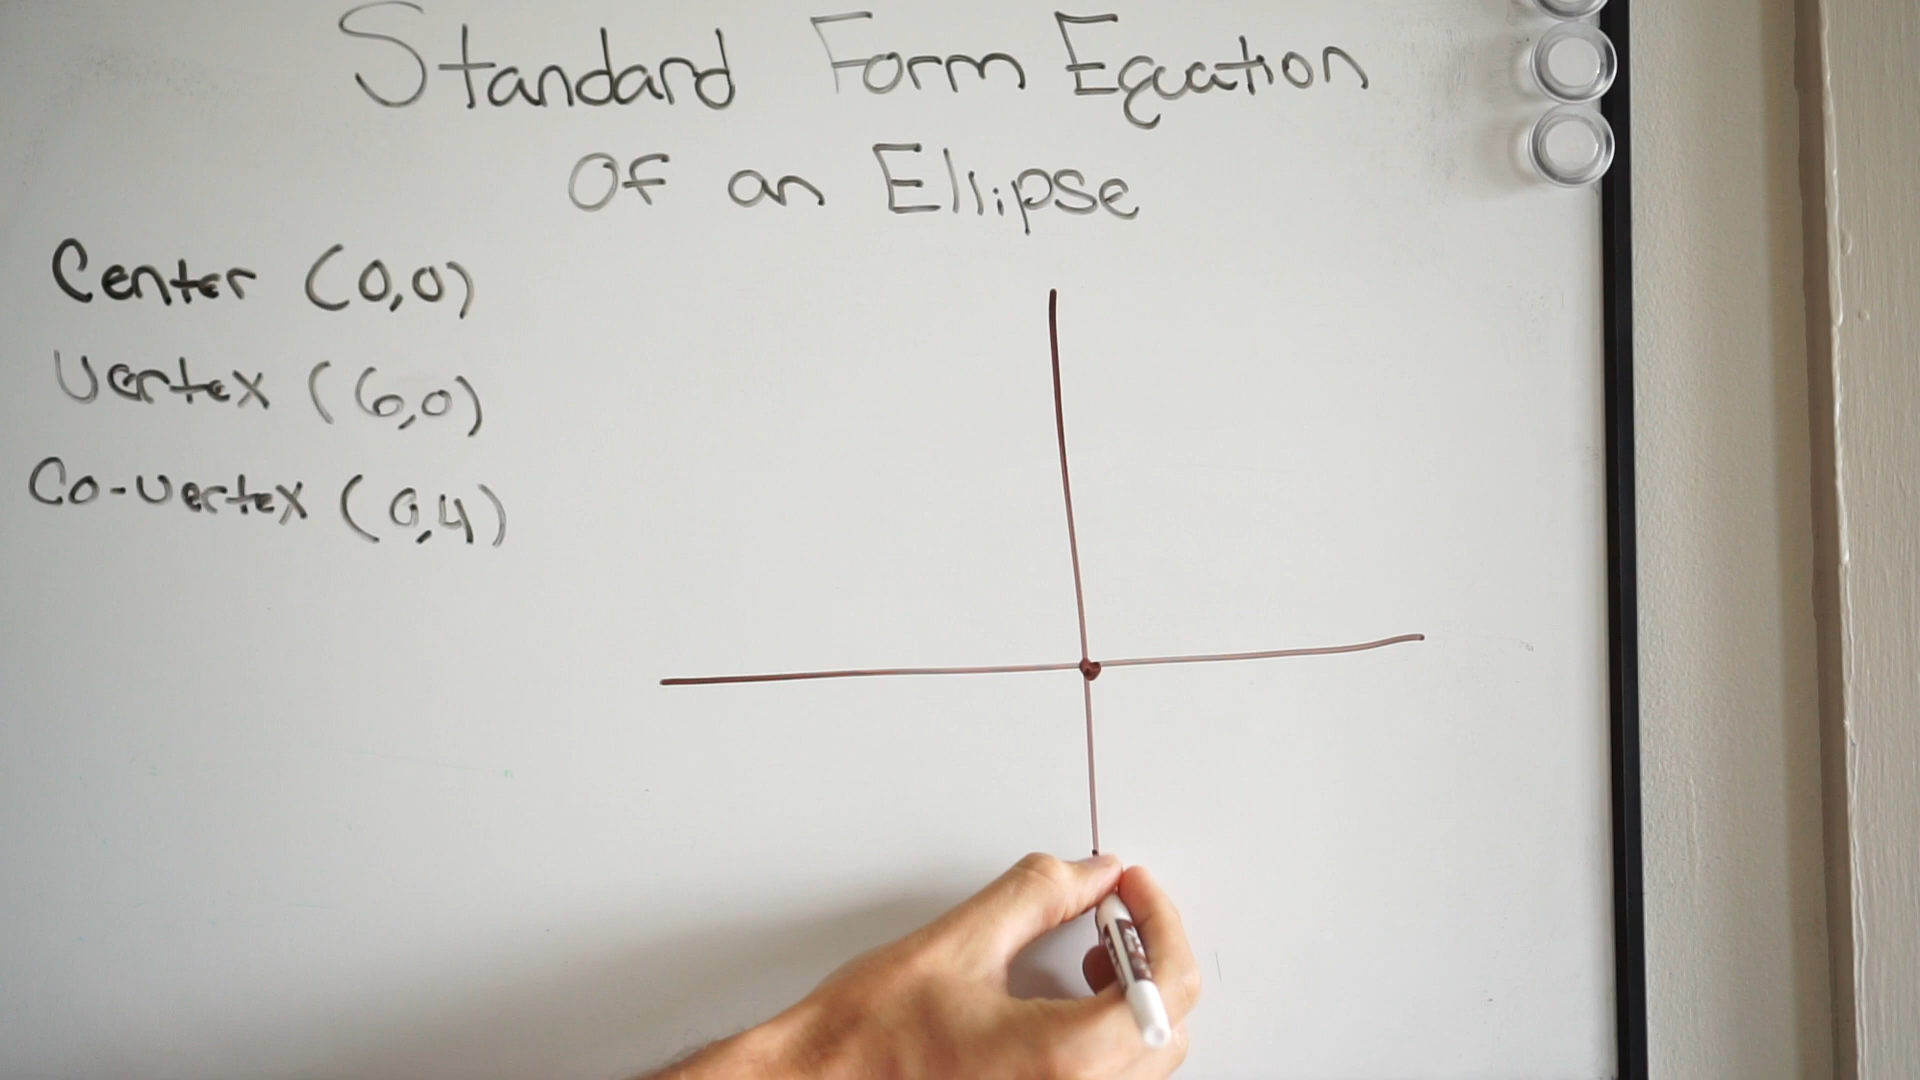 Standard Form Equation
Of an Ellipse
Center (0,0)
Vertex (6,0)
Co-vertex (0,4)